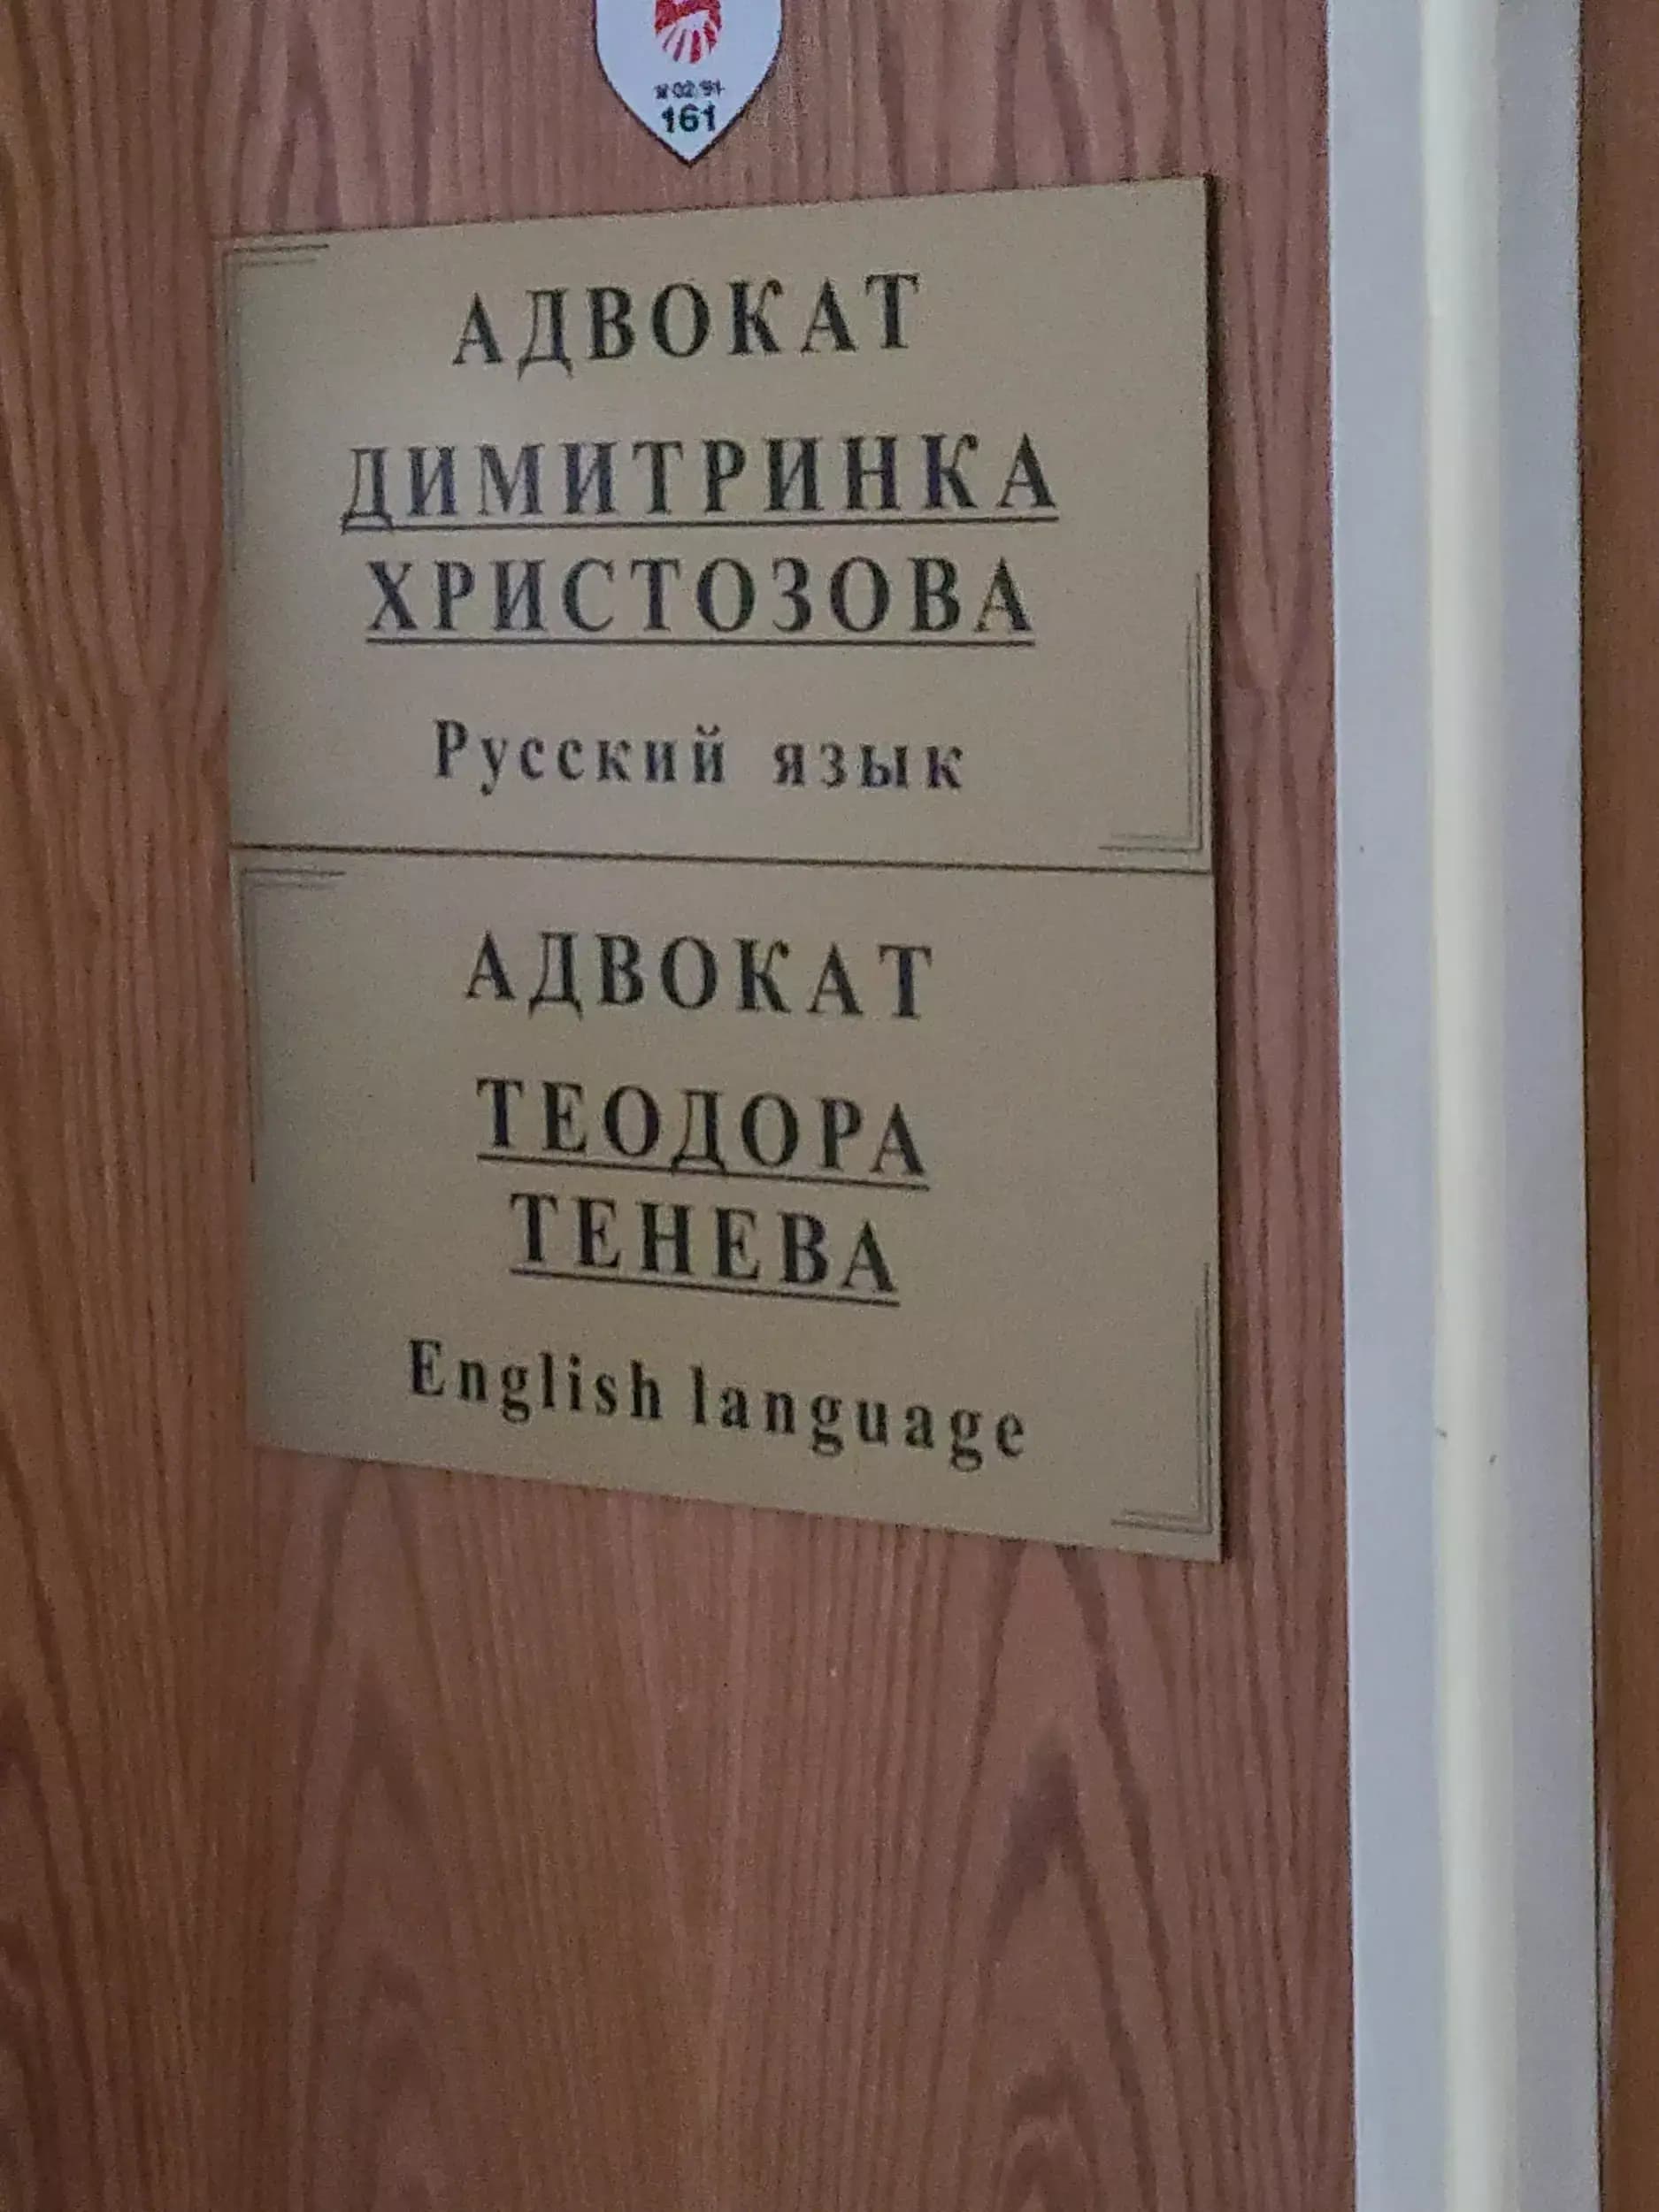 161
АДВОКАТ
ДИМИТРИНКА
ХРИСТОЗОВА
Русский язык
АДВОКАТ
ТЕОДОРА
ТЕНЕВА
English language